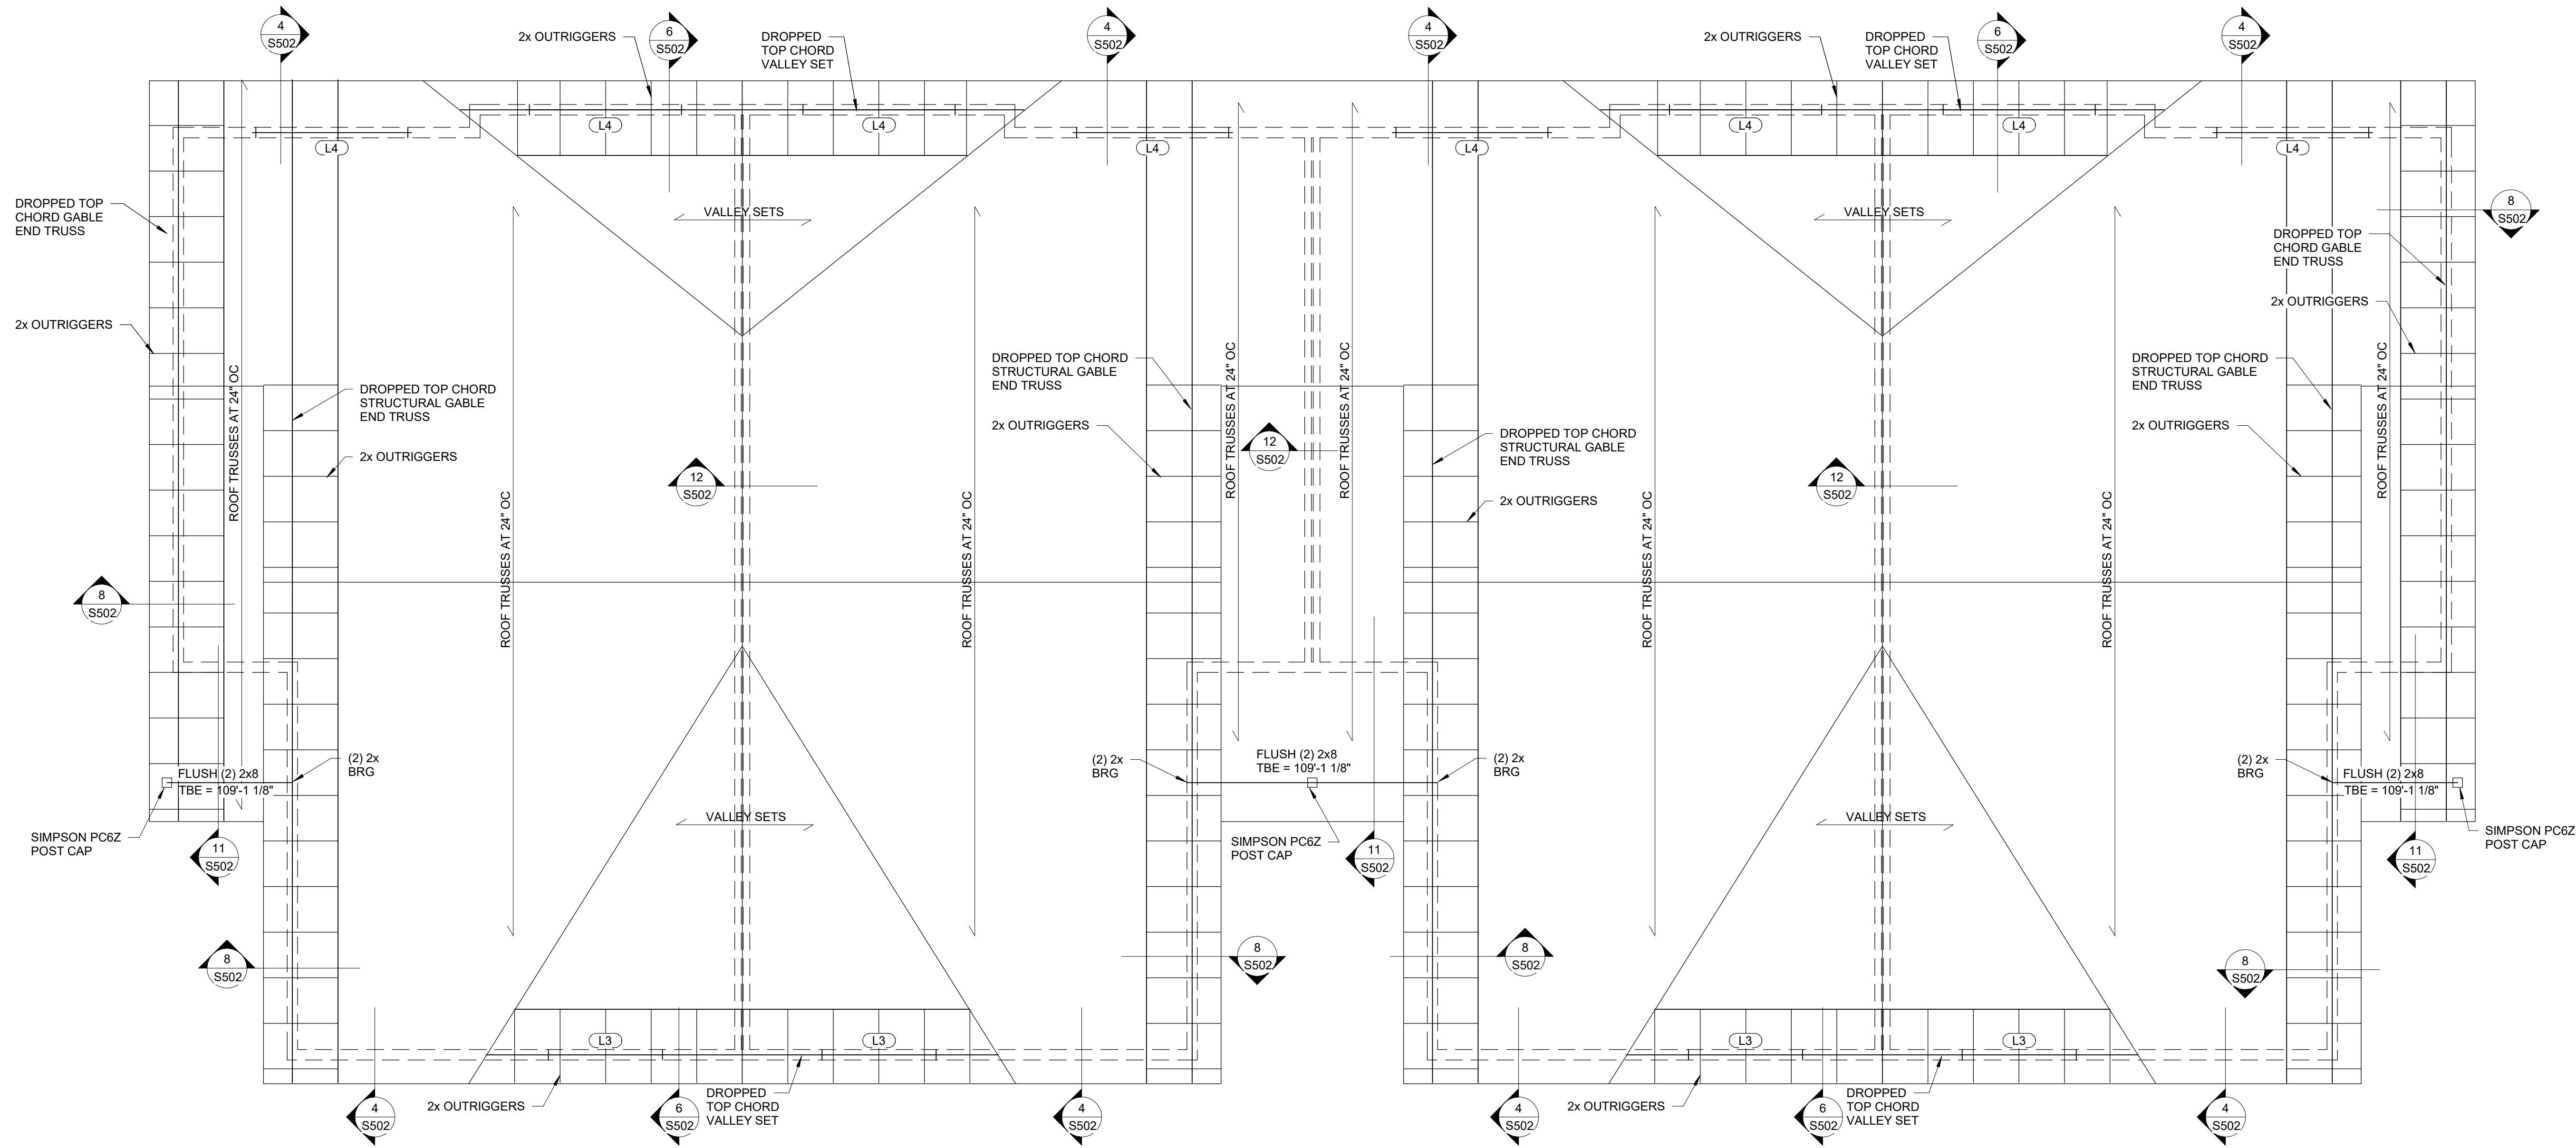 4
S502
2x OUTRIGGERS
6
S502
DROPPED
TOP CHORD
VALLEY SET
4
S502
4
S502
2x OUTRIGGERS
DROPPED
TOP CHORD
VALLEY SET
6
S502
4
S502
L4
L4
L4
L4
L4
L4
L4
L4
DROPPED TOP
CHORD GABLE
END TRUSS
VALLEY SETS
VALLEY SETS
8
S502
DROPPED TOP
CHORD GABLE
END TRUSS
2x OUTRIGGERS
2x OUTRIGGERS
ROOF TRUSSES AT 24" OC
DROPPED TOP CHORD
STRUCTURAL GABLE
END TRUSS
2x OUTRIGGERS
DROPPED TOP CHORD
STRUCTURAL GABLE
END TRUSS
2x OUTRIGGERS
ROOF TRUSSES AT 24" OC
ROOF TRUSSES AT 24" OC
12
S502
DROPPED TOP CHORD
STRUCTURAL GABLE
END TRUSS
2x OUTRIGGERS
DROPPED TOP CHORD
STRUCTURAL GABLE
END TRUSS
2x OUTRIGGERS
ROOF TRUSSES AT 24" OC
12
S502
12
S502
ROOF TRUSSES AT 24" OC
ROOF TRUSSES AT 24" OC
ROOF TRUSSES AT 24" OC
ROOF TRUSSES AT 24" OC
8
S502
FLUSH (2) 2x8
TBE = 109'-1 1/8"
(2) 2x
BRG
(2) 2x
BRG
FLUSH (2) 2x8
TBE = 109'-1 1/8"
(2) 2x
BRG
(2) 2x
BRG
FLUSH (2) 2x8
TBE = 109'-1 1/8"
SIMPSON PC6Z
POST CAP
11
S502
VALLEY SETS
SIMPSON PC6Z
POST CAP
11
S502
VALLEY SETS
11
S502
SIMPSON PC6Z
POST CAP
8
S502
8
S502
8
S502
8
S502
L3
L3
L3
L3
4
S502
2x OUTRIGGERS
6
S502
DROPPED
TOP CHORD
VALLEY SET
4
S502
4
S502
2x OUTRIGGERS
6
S502
DROPPED
TOP CHORD
VALLEY SET
4
S502